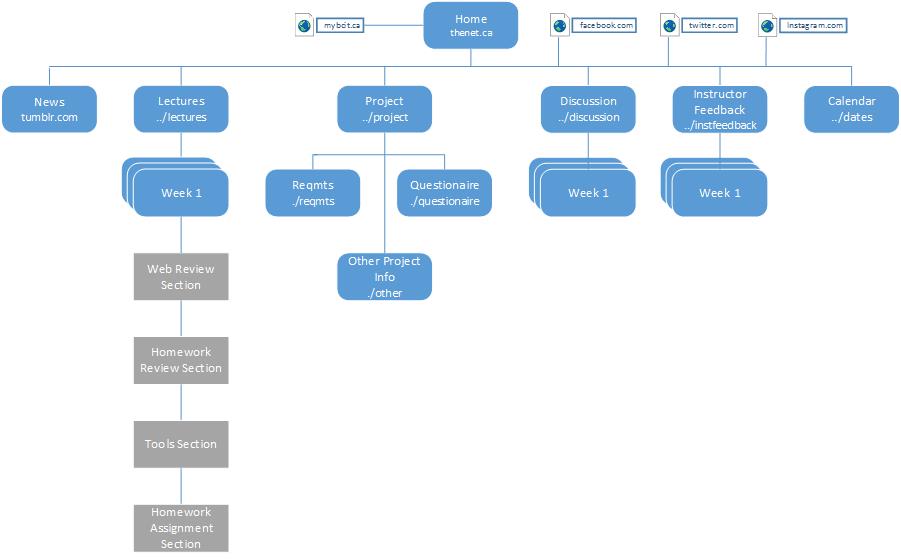 Home
thenet.ca
mybcit.ca
facebook.com
twitter.com
Instagram.com
News
tumblr.com
Lectures
../lectures
Project
../project
Discussion
../discussion
Instructor
Feedback
../instfeedback
Calendar
../dates
Week 1
Reqmts
./reqmts
Questionaire
./questionaire
Week 1
Week 1
Other Project
Info
./other
Web Review
Section
Homework
Review Section
Tools Section
Homework
Assignment
Section